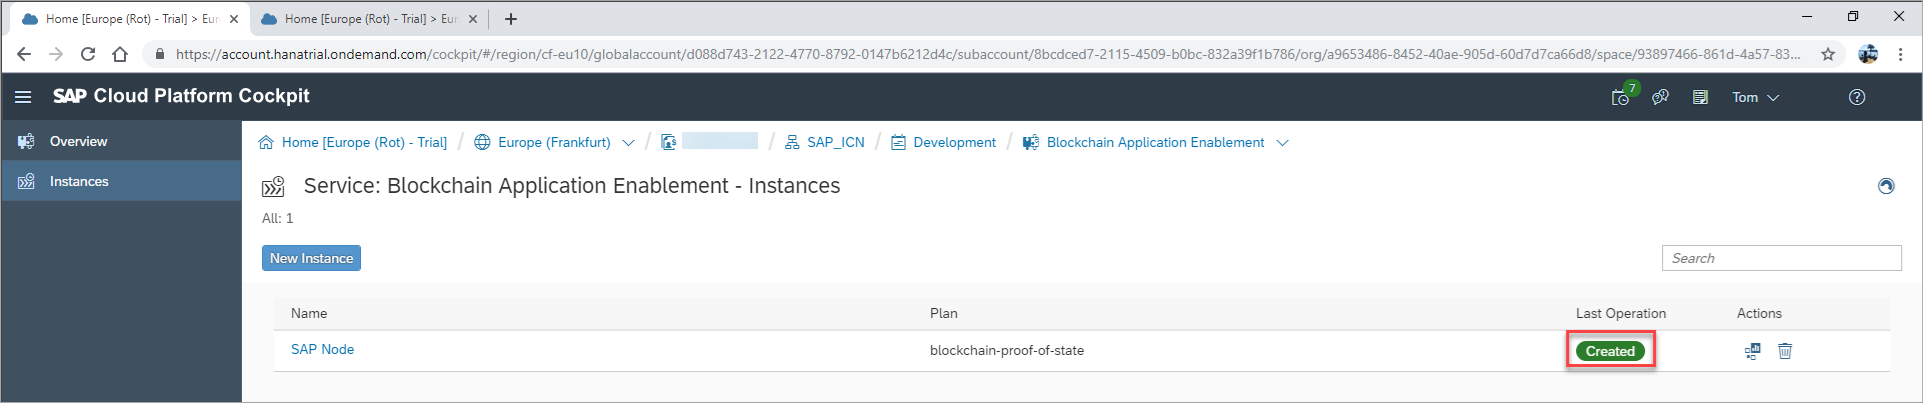 Home [Europe (Rot) - Trial] > Eur
Home [Europe (Rot) - Trial] > Eur
https://account.hanatrial.ondemand.com/cockpit/#/region/cf-eu10/globalaccount/d088d743-2122-4770-8792-0147b6212d4c/subaccount/8bcdced7-2115-4509-b0bc-832a39f1b786/org/a9653486-8452-40ae-905d-60d7d7ca66d8/space/93897466-861d-4a57-83...
SAP Cloud Platform Cockpit
7
Tom
Overview
Instances
Home [Europe (Rot) - Trial] / Europe (Frankfurt) / / SAP_ICN / Development / Blockchain Application Enablement
Service: Blockchain Application Enablement - Instances
All: 1
New Instance
Search
Name Plan Last Operation Actions
SAP Node blockchain-proof-of-state Created